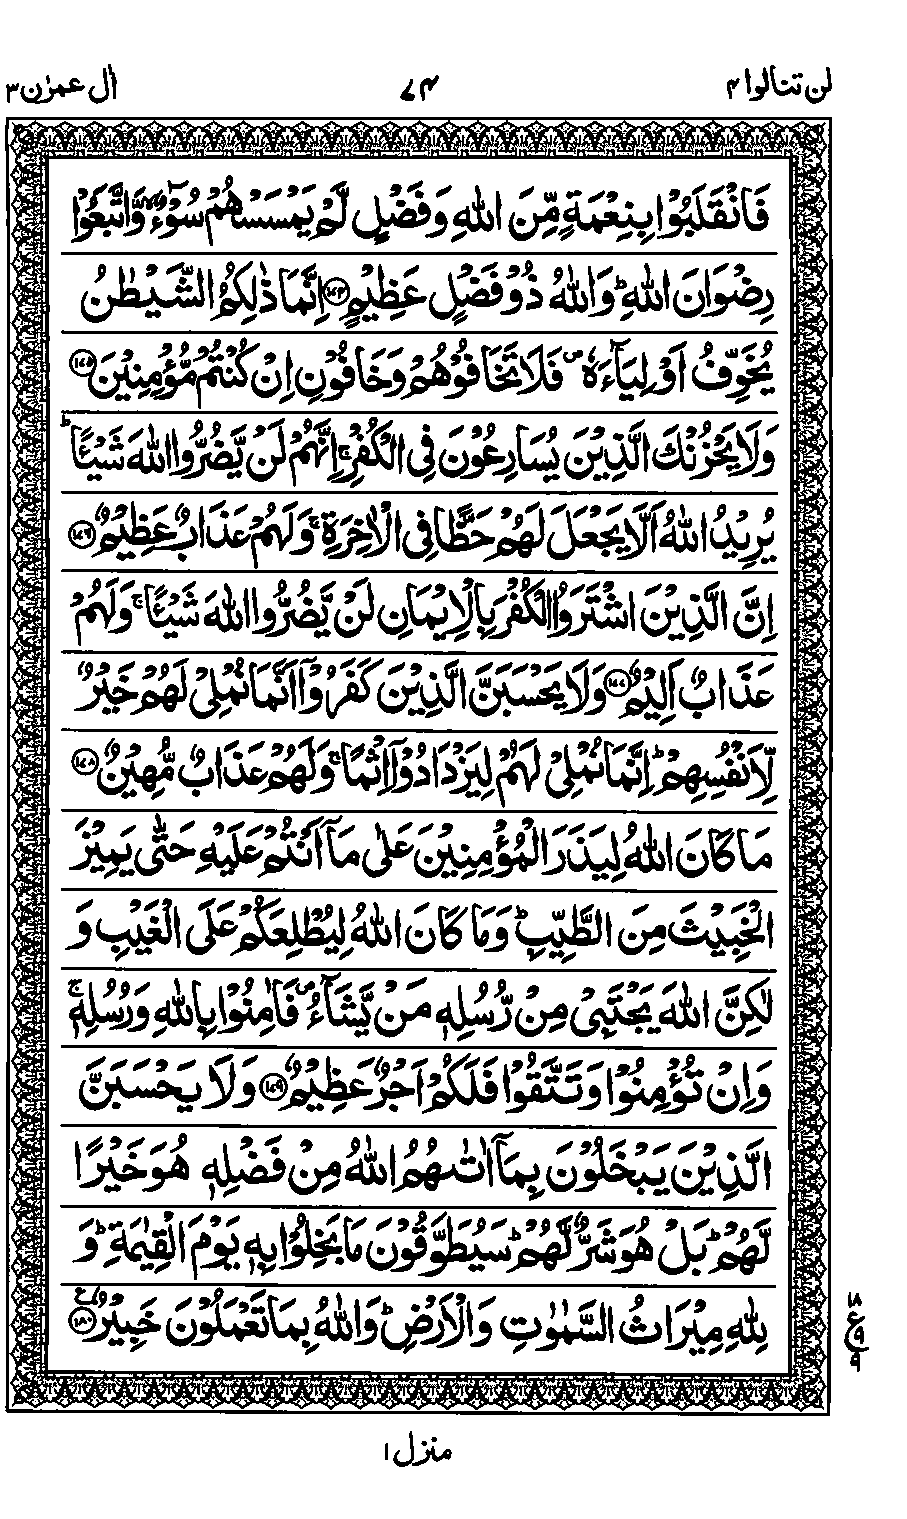 لن تنالوا ۴ ۷۴ اٰل عمرٰن ۳
فَانْقَلَبُوْا بِنِعْمَةٍ مِّنَ اللّٰهِ وَفَضْلٍ لَّمْ يَمْسَسْهُمْ سُوْٓءٌۙ وَّاتَّبَعُوْا
رِضْوَانَ اللّٰهِؕ وَاللّٰهُ ذُوْ فَضْلٍ عَظِيْمٍ ﴿۱۷۴﴾ اِنَّمَا ذٰلِكُمُ الشَّيْطٰنُ
يُخَوِّفُ اَوْلِيَآءَه۪ٗ فَلَا تَخَافُوْهُمْ وَخَافُوْنِ اِنْ كُنْتُمْ مُّؤْمِنِيْنَ ﴿۱۷۵﴾
وَلَا يَحْزُنْكَ الَّذِيْنَ يُسَارِعُوْنَ فِى الْكُفْرِۚ اِنَّهُمْ لَنْ يَّضُرُّوا اللّٰهَ شَيْـًٔاؕ
يُرِيْدُ اللّٰهُ اَلَّا يَجْعَلَ لَهُمْ حَظًّا فِى الْاٰخِرَةِۚ وَلَهُمْ عَذَابٌ عَظِيْمٌ ﴿۱۷۶﴾
اِنَّ الَّذِيْنَ اشْتَرَوُا الْكُفْرَ بِالْاِيْمَانِ لَنْ يَّضُرُّوا اللّٰهَ شَيْـًٔاۚ وَلَهُمْ
عَذَابٌ اَلِيْمٌ ﴿۱۷۷﴾ وَلَا يَحْسَبَنَّ الَّذِيْنَ كَفَرُوْۤا اَنَّمَا نُمْلِىْ لَهُمْ خَيْرٌ
لِّاَنْفُسِهِمْؕ اِنَّمَا نُمْلِىْ لَهُمْ لِيَزْدَادُوْۤا اِثْمًاۚ وَلَهُمْ عَذَابٌ مُّهِيْنٌ ﴿۱۷۸﴾
مَا كَانَ اللّٰهُ لِيَذَرَ الْمُؤْمِنِيْنَ عَلٰى مَاۤ اَنْتُمْ عَلَيْهِ حَتّٰى يَمِيْزَ
الْخَبِيْثَ مِنَ الطَّيِّبِؕ وَمَا كَانَ اللّٰهُ لِيُطْلِعَكُمْ عَلَى الْغَيْبِ وَ
لٰكِنَّ اللّٰهَ يَجْتَبِىْ مِنْ رُّسُلِهٖ مَنْ يَّشَآءُ۪ فَاٰمِنُوْا بِاللّٰهِ وَرُسُلِهٖۚ
وَاِنْ تُؤْمِنُوْا وَتَتَّقُوْا فَلَكُمْ اَجْرٌ عَظِيْمٌ ﴿۱۷۹﴾ وَلَا يَحْسَبَنَّ
الَّذِيْنَ يَبْخَلُوْنَ بِمَاۤ اٰتٰىهُمُ اللّٰهُ مِنْ فَضْلِهٖ هُوَ خَيْرًا
لَّهُمْؕ بَلْ هُوَ شَرٌّ لَّهُمْؕ سَيُطَوَّقُوْنَ مَا بَخِلُوْا بِهٖ يَوْمَ الْقِيٰمَةِؕ وَ
لِلّٰهِ مِيْرَاثُ السَّمٰوٰتِ وَالْاَرْضِؕ وَاللّٰهُ بِمَا تَعْمَلُوْنَ خَبِيْرٌ ﴿۱۸۰﴾
۱۸
ع ۹
۹
منزل ۱